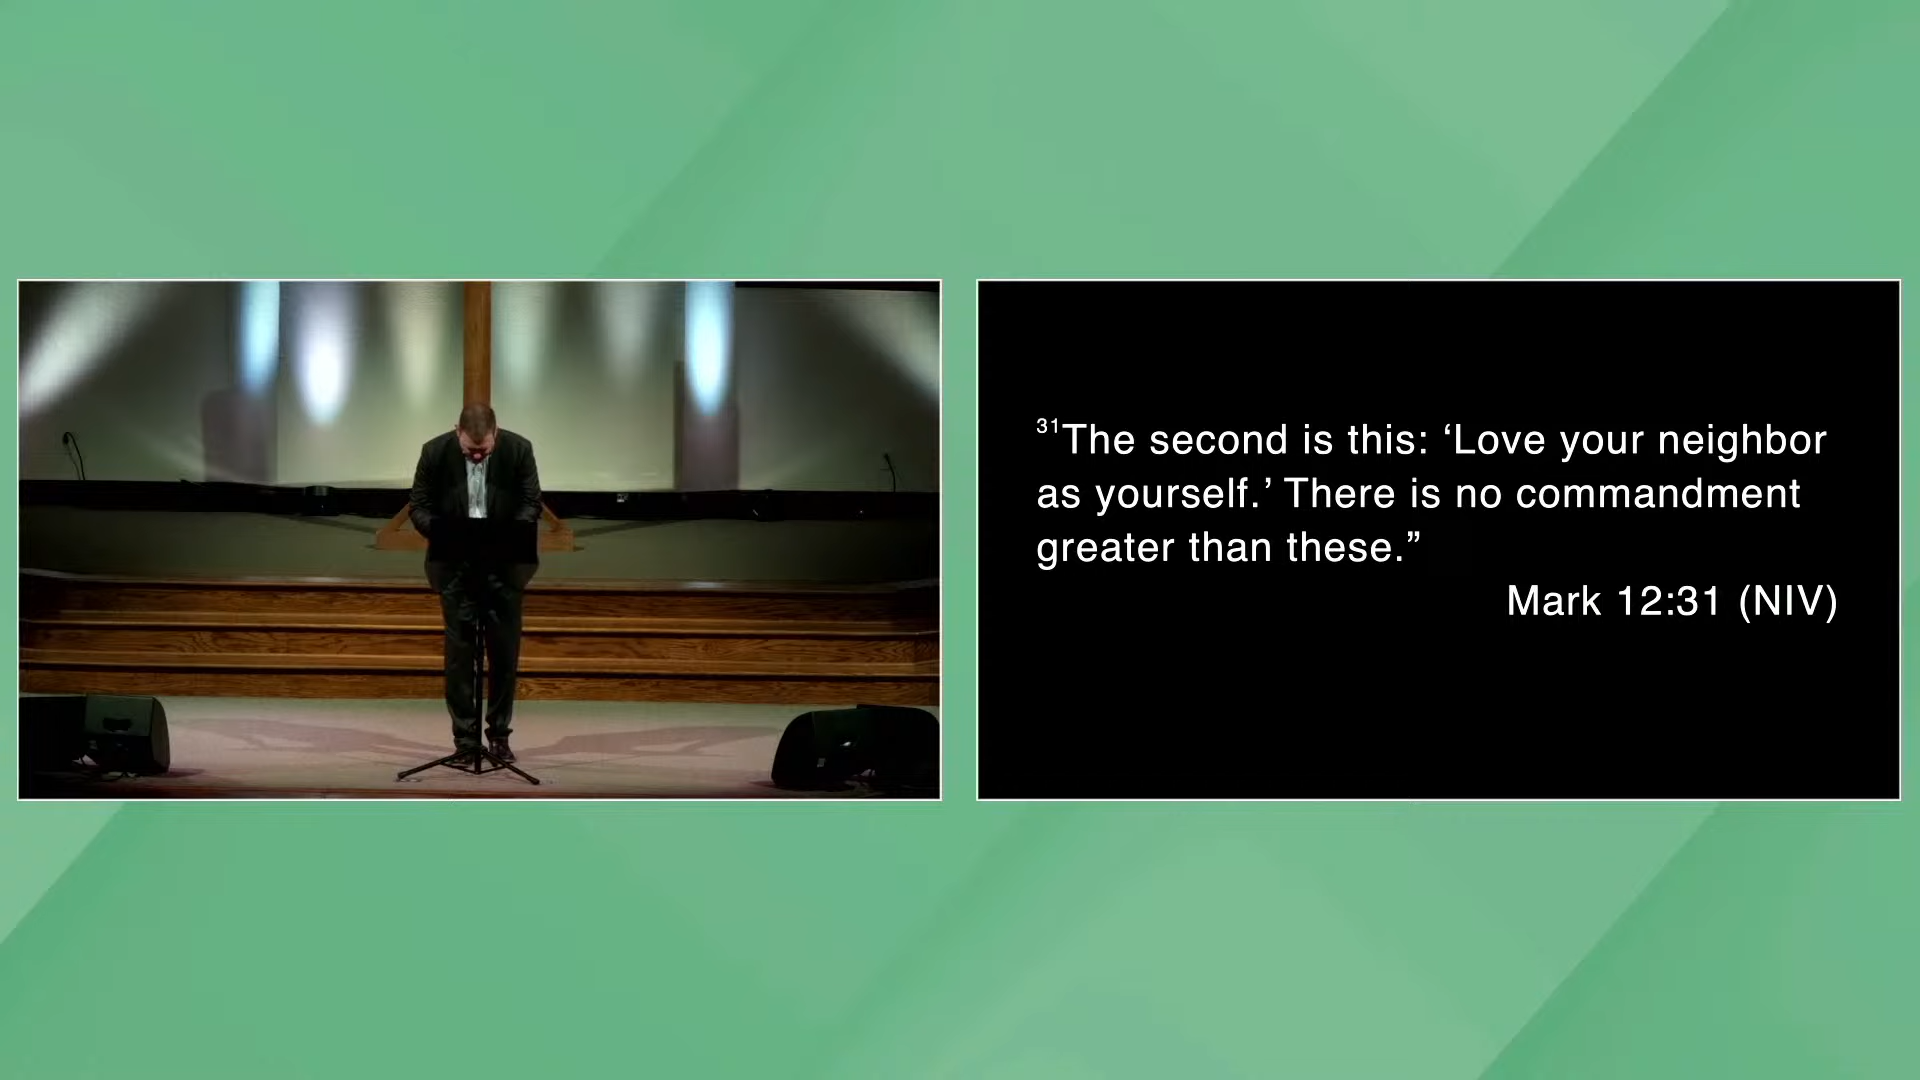 ³¹The second is this: ‘Love your neighbor
as yourself.’ There is no commandment
greater than these.”
Mark 12:31 (NIV)